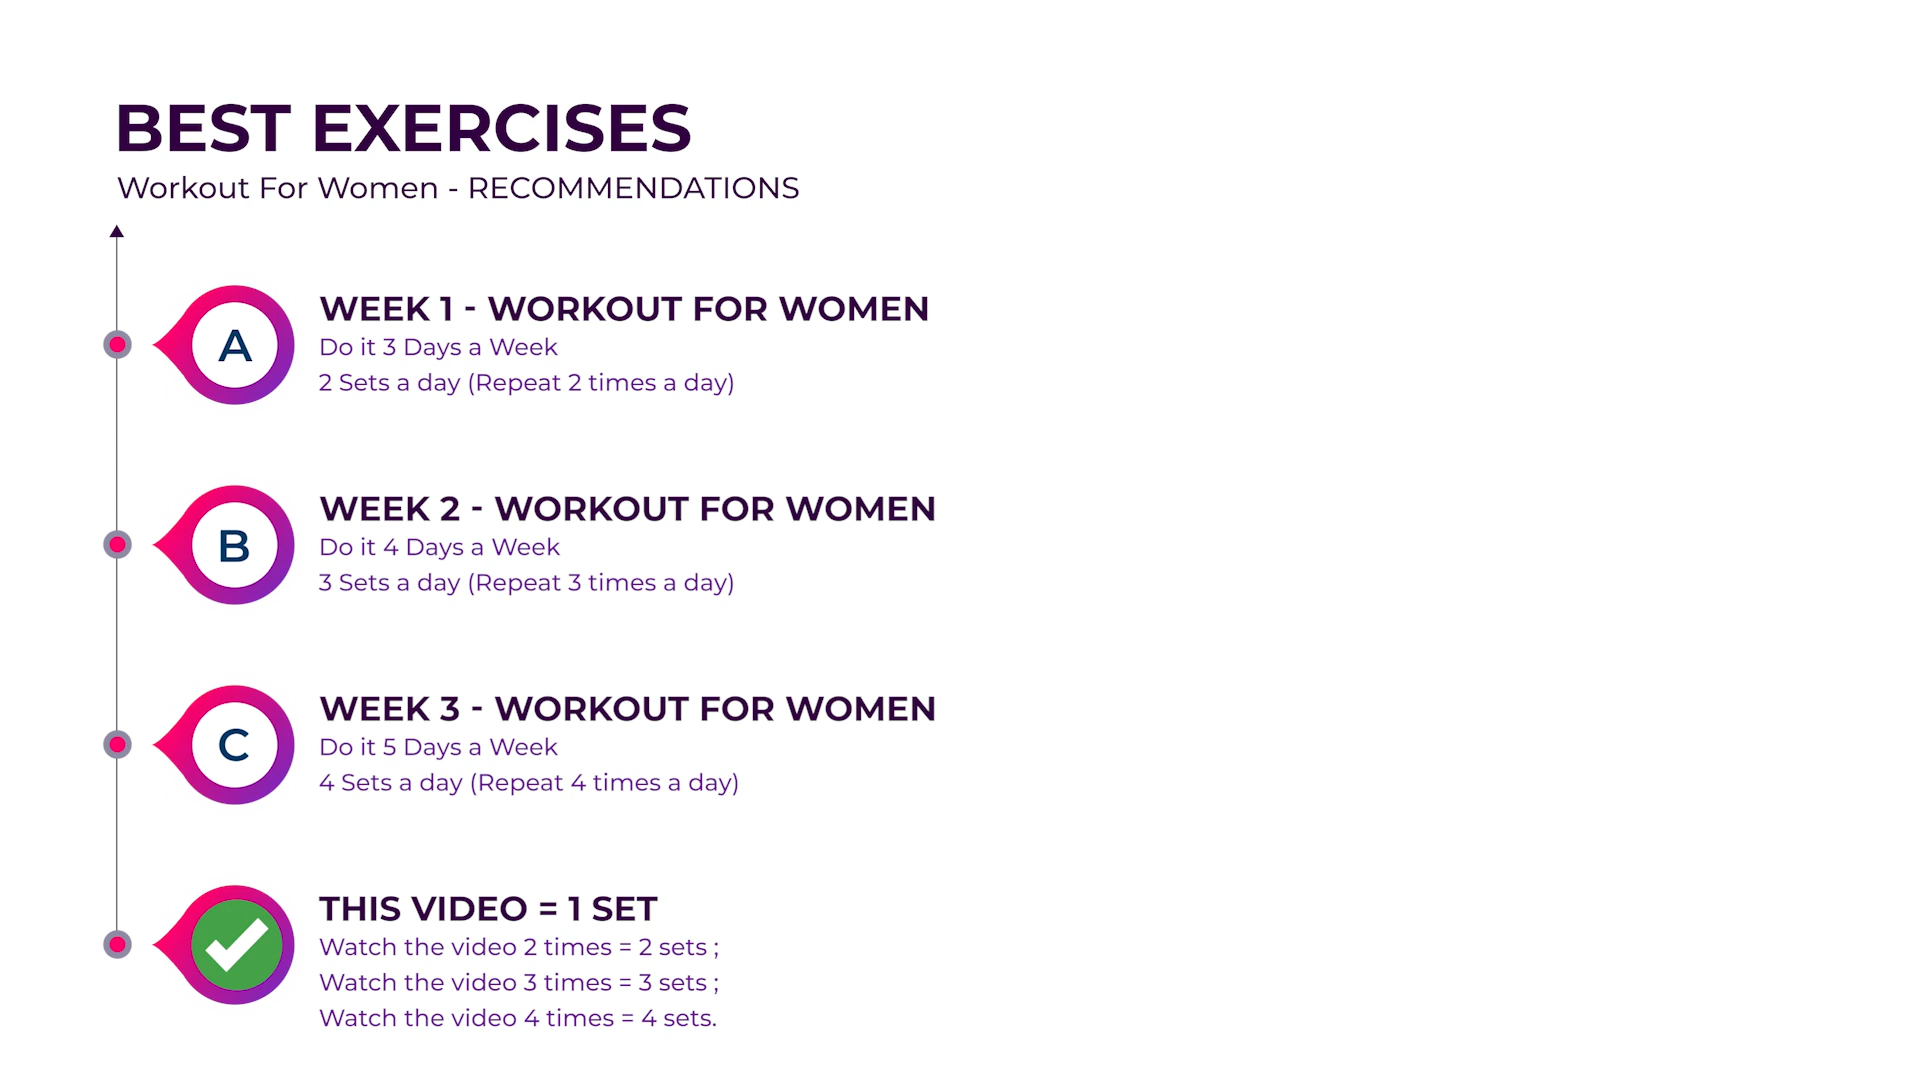 BEST EXERCISES
Workout For Women - RECOMMENDATIONS
A
WEEK 1 - WORKOUT FOR WOMEN
Do it 3 Days a Week
2 Sets a day (Repeat 2 times a day)
B
WEEK 2 - WORKOUT FOR WOMEN
Do it 4 Days a Week
3 Sets a day (Repeat 3 times a day)
C
WEEK 3 - WORKOUT FOR WOMEN
Do it 5 Days a Week
4 Sets a day (Repeat 4 times a day)
THIS VIDEO = 1 SET
Watch the video 2 times = 2 sets ;
Watch the video 3 times = 3 sets ;
Watch the video 4 times = 4 sets.